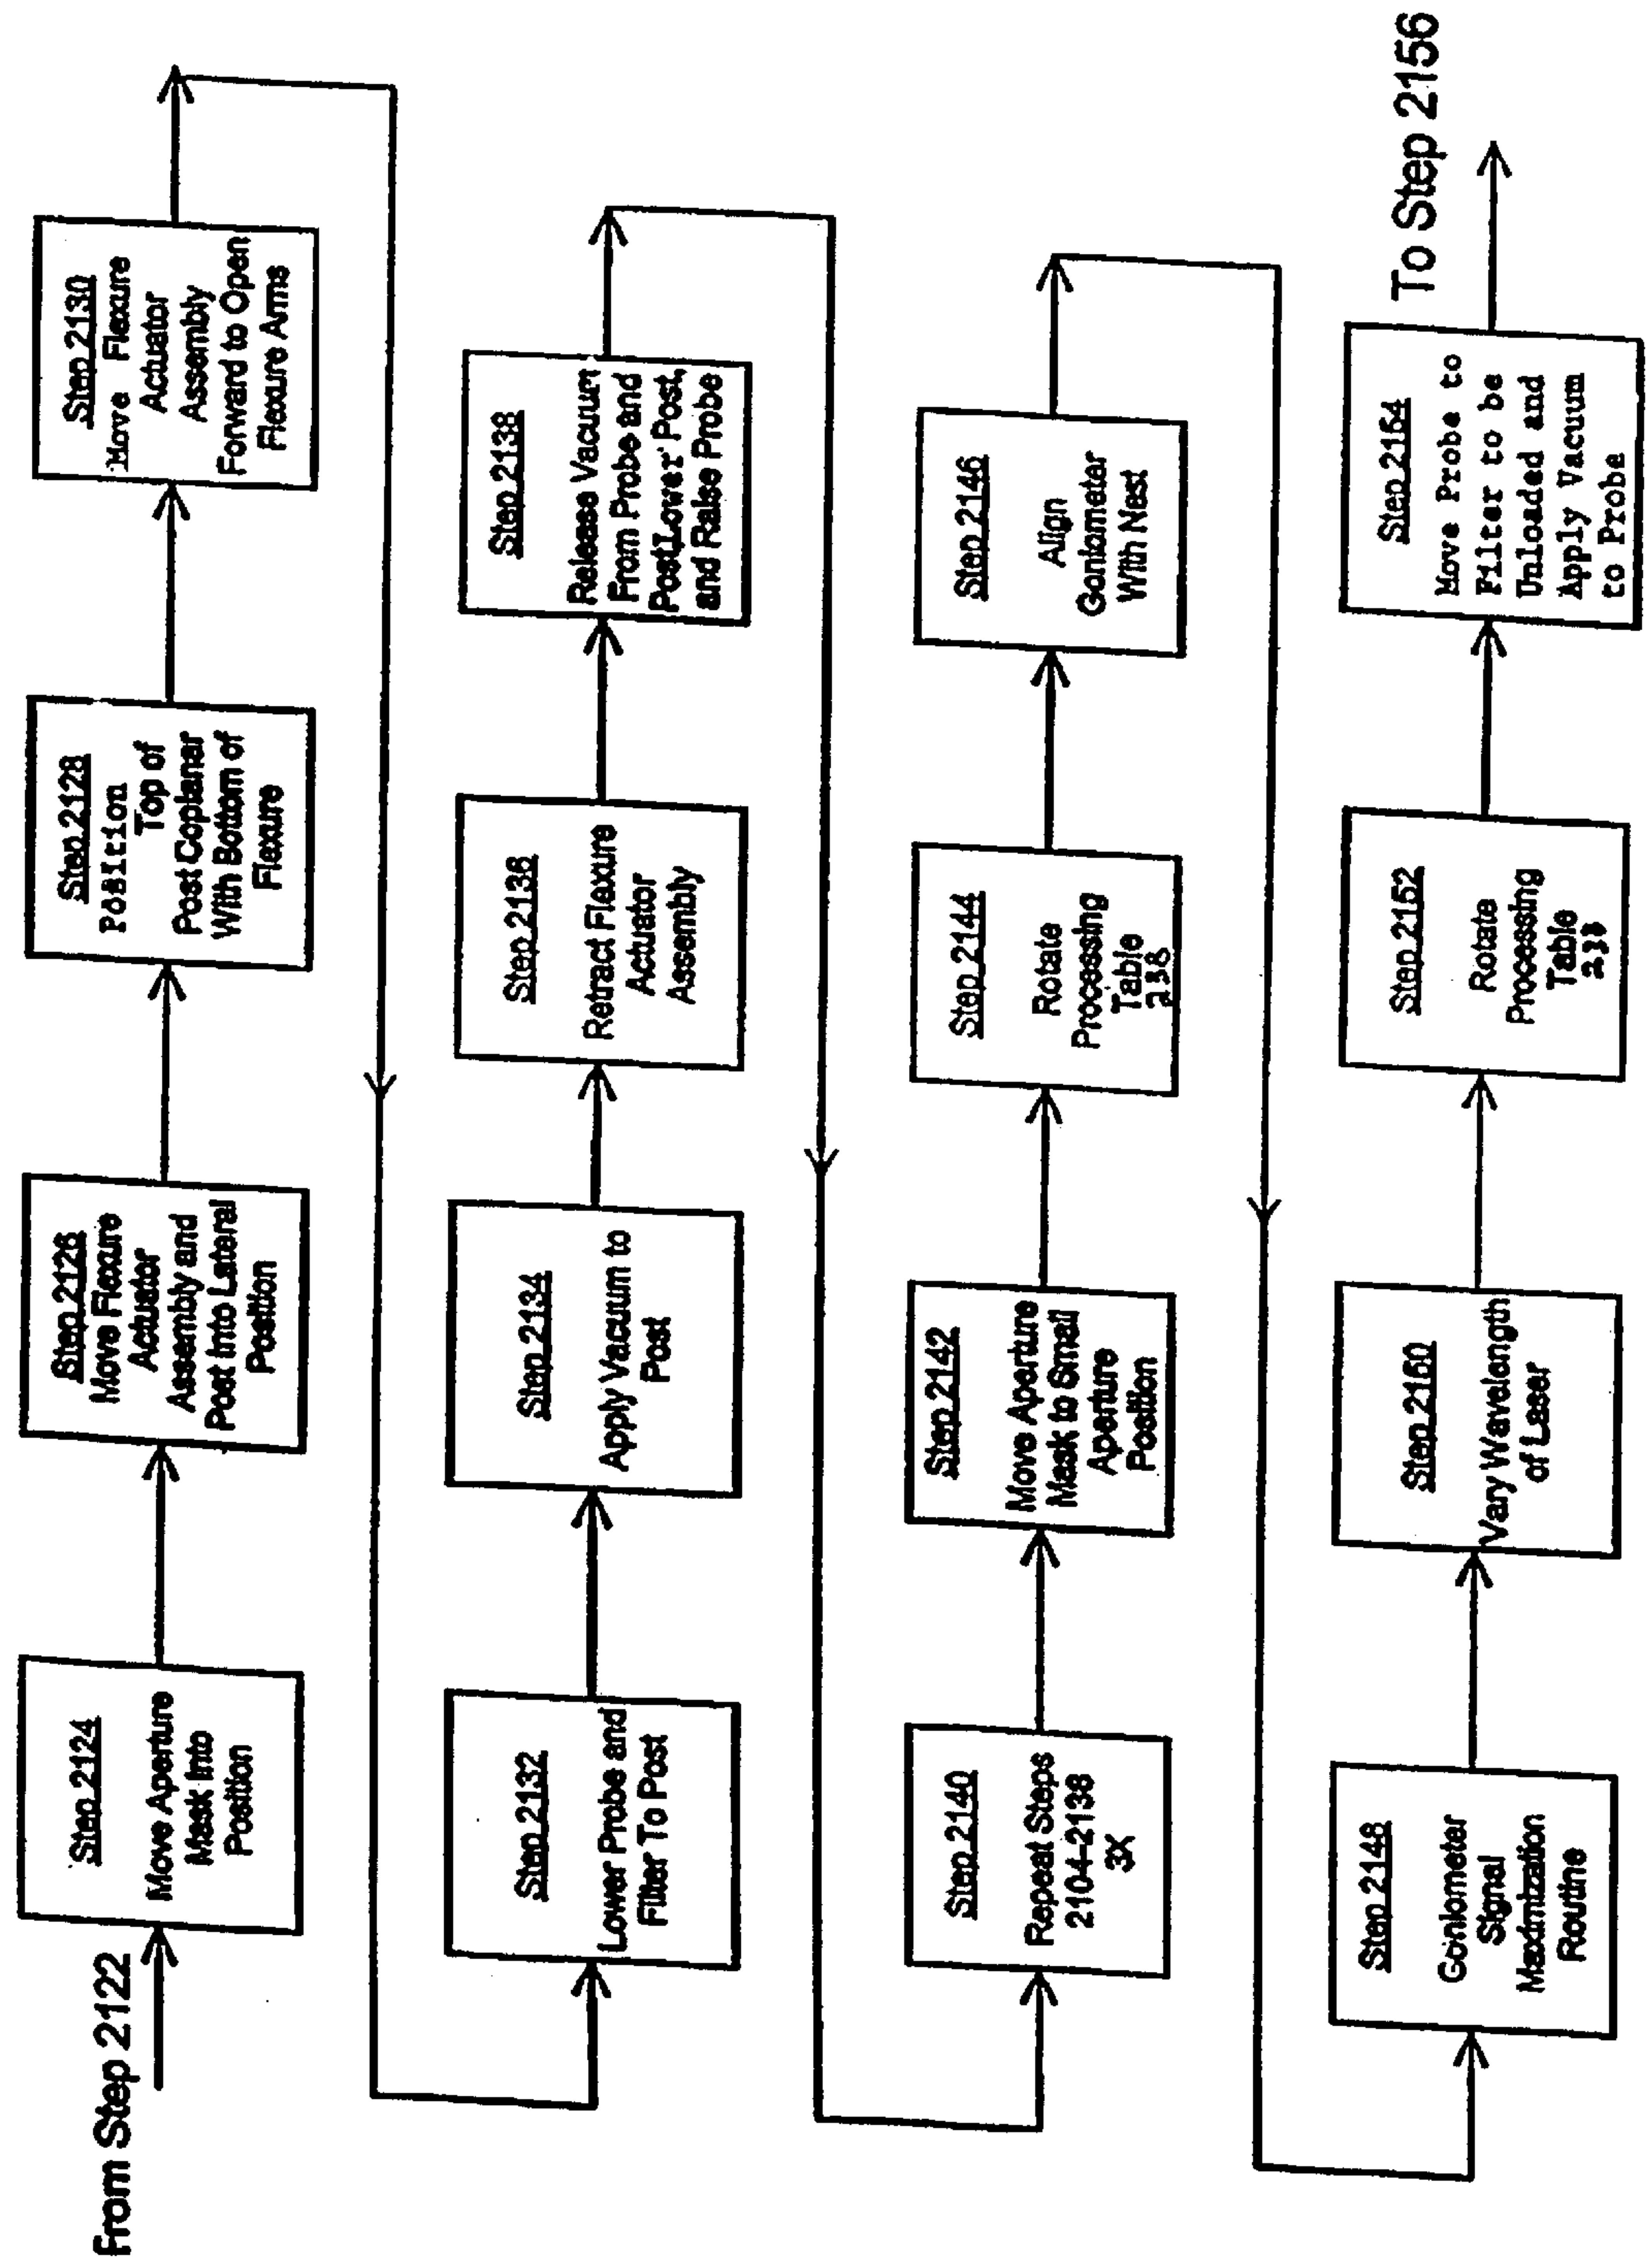 From Step 2122
Step 2124
Move Aperture
Mask Into
Position
Step 2126
Move Flexure
Actuator
Assembly and
Post Into Lateral
Position
Step 2128
Position
Top of
Post Coplanar
With Bottom of
Flexure
Step 2130
Move Flexure
Actuator
Assembly
Forward to Open
Flexure Arms
Step 2132
Lower Probe and
Filter To Post
Step 2134
Apply Vacuum to
Post
Step 2136
Retract Flexure
Actuator
Assembly
Step 2138
Release Vacuum
From Probe and
Post, Lower Post,
and Raise Probe
Step 2140
Repeat Steps
2104-2138
3X
Step 2142
Move Aperture
Mask to Small
Aperture
Position
Step 2144
Rotate
Processing
Table
238
Step 2146
Align
Goniometer
With Nest
Step 2148
Goniometer
Signal
Maximization
Routine
Step 2150
Vary Wavelength
of Laser
Step 2152
Rotate
Processing
Table
238
Step 2154
Move Probe to
Filter to be
Unloaded and
Apply Vacuum
to Probe
To Step 2156